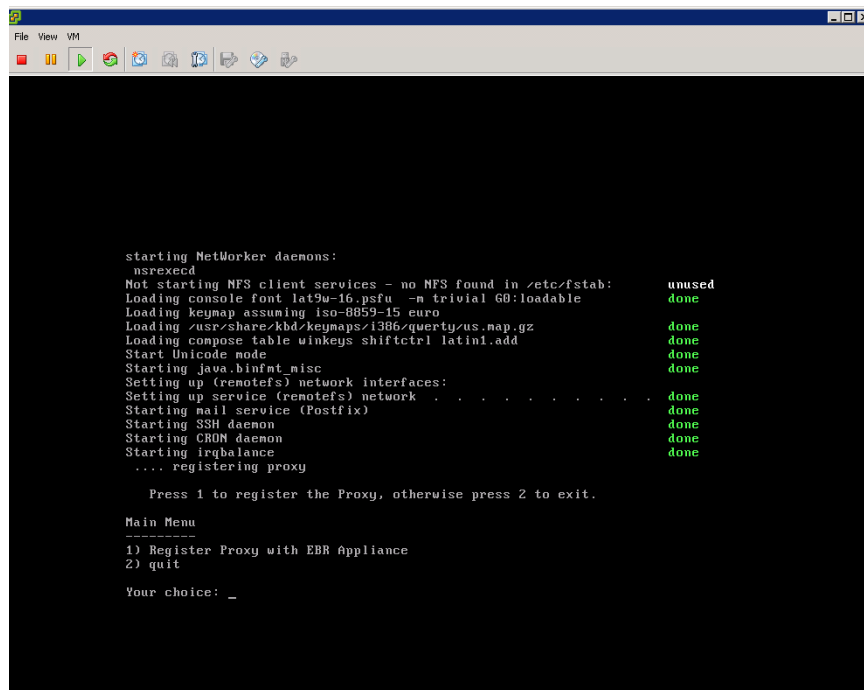 File View VM
starting NetWorker daemons:
nsrexecd
Not starting NFS client services - no NFS found in /etc/fstab: unused
Loading console font lat9w-16.psfu -m trivial G0:loadable done
Loading keymap assuming iso-8859-15 euro
Loading /usr/share/kbd/keymaps/i386/qwerty/us.map.gz done
Loading compose table winkeys shiftctrl latin1.add done
Start Unicode mode done
Starting java.binfmt_misc done
Setting up (remotefs) network interfaces:
Setting up service (remotefs) network . . . . . . . . . . done
Starting mail service (Postfix) done
Starting SSH daemon done
Starting CRON daemon done
Starting irqbalance done
.... registering proxy
Press 1 to register the Proxy, otherwise press 2 to exit.
Main Menu
---------
1) Register Proxy with EBR Appliance
2) quit
Your choice: _